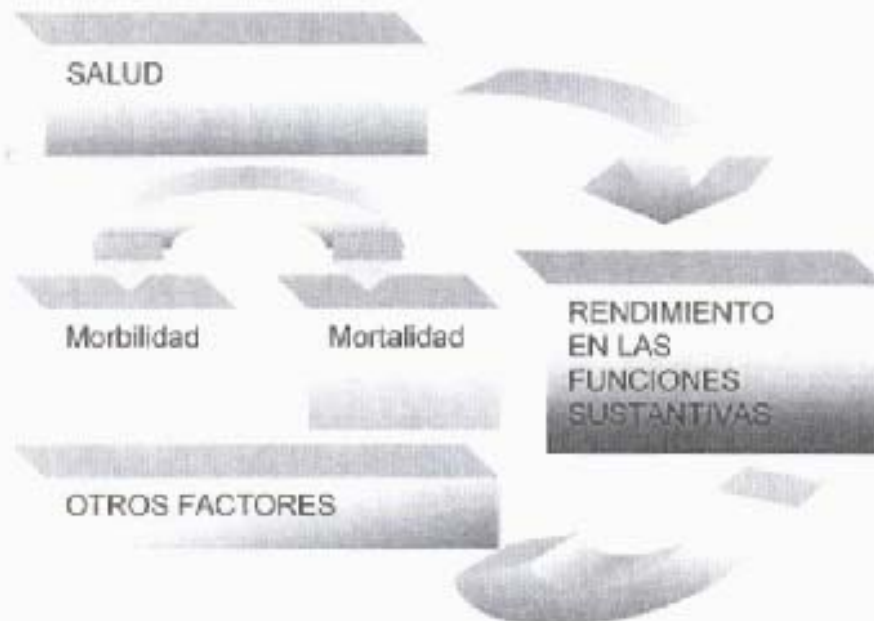 SALUD
Morbilidad
Mortalidad
RENDIMIENTO
EN LAS
FUNCIONES
SUSTANTIVAS
OTROS FACTORES